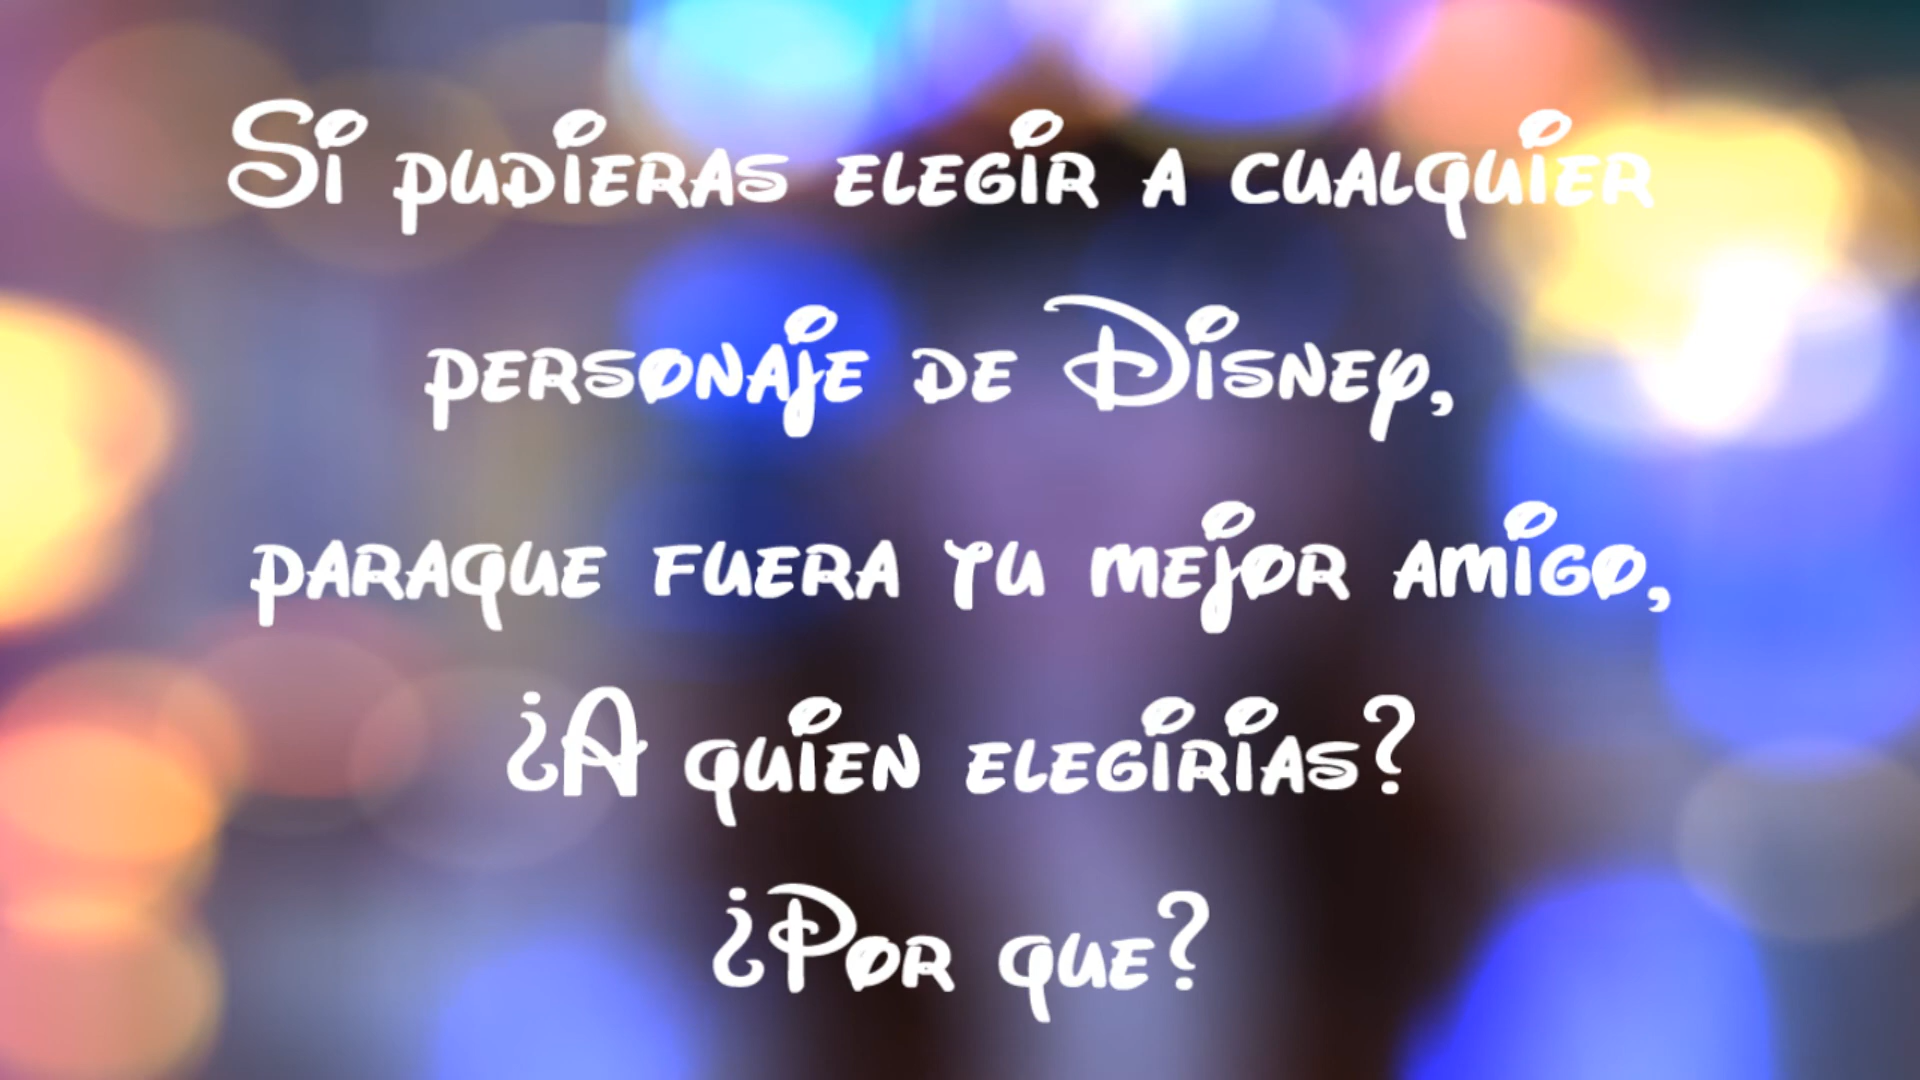 Si pudieras elegir a cualquier
personaje de Disney,
paraque fuera tu mejor amigo,
¿A quien elegirias?
¿Por que?